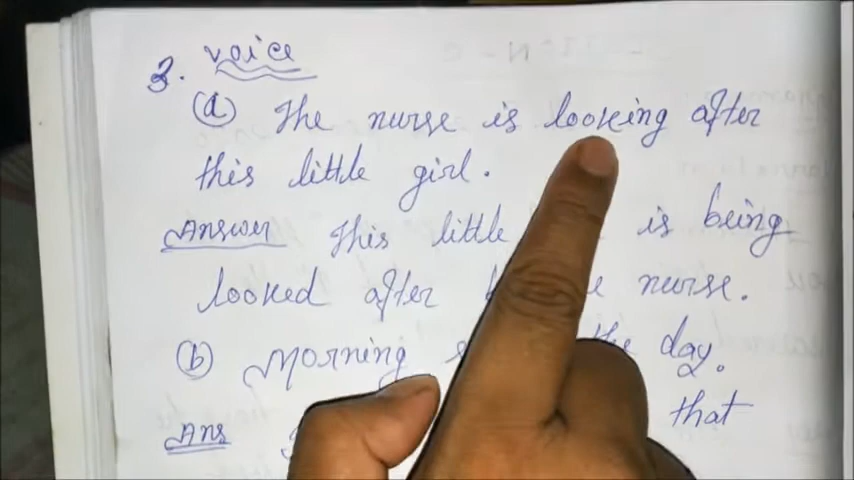 3. voice
(a) The nurse is looking after
this little girl.
Answer This little is being
looked after nurse.
(b) Morning the day.
Ans that